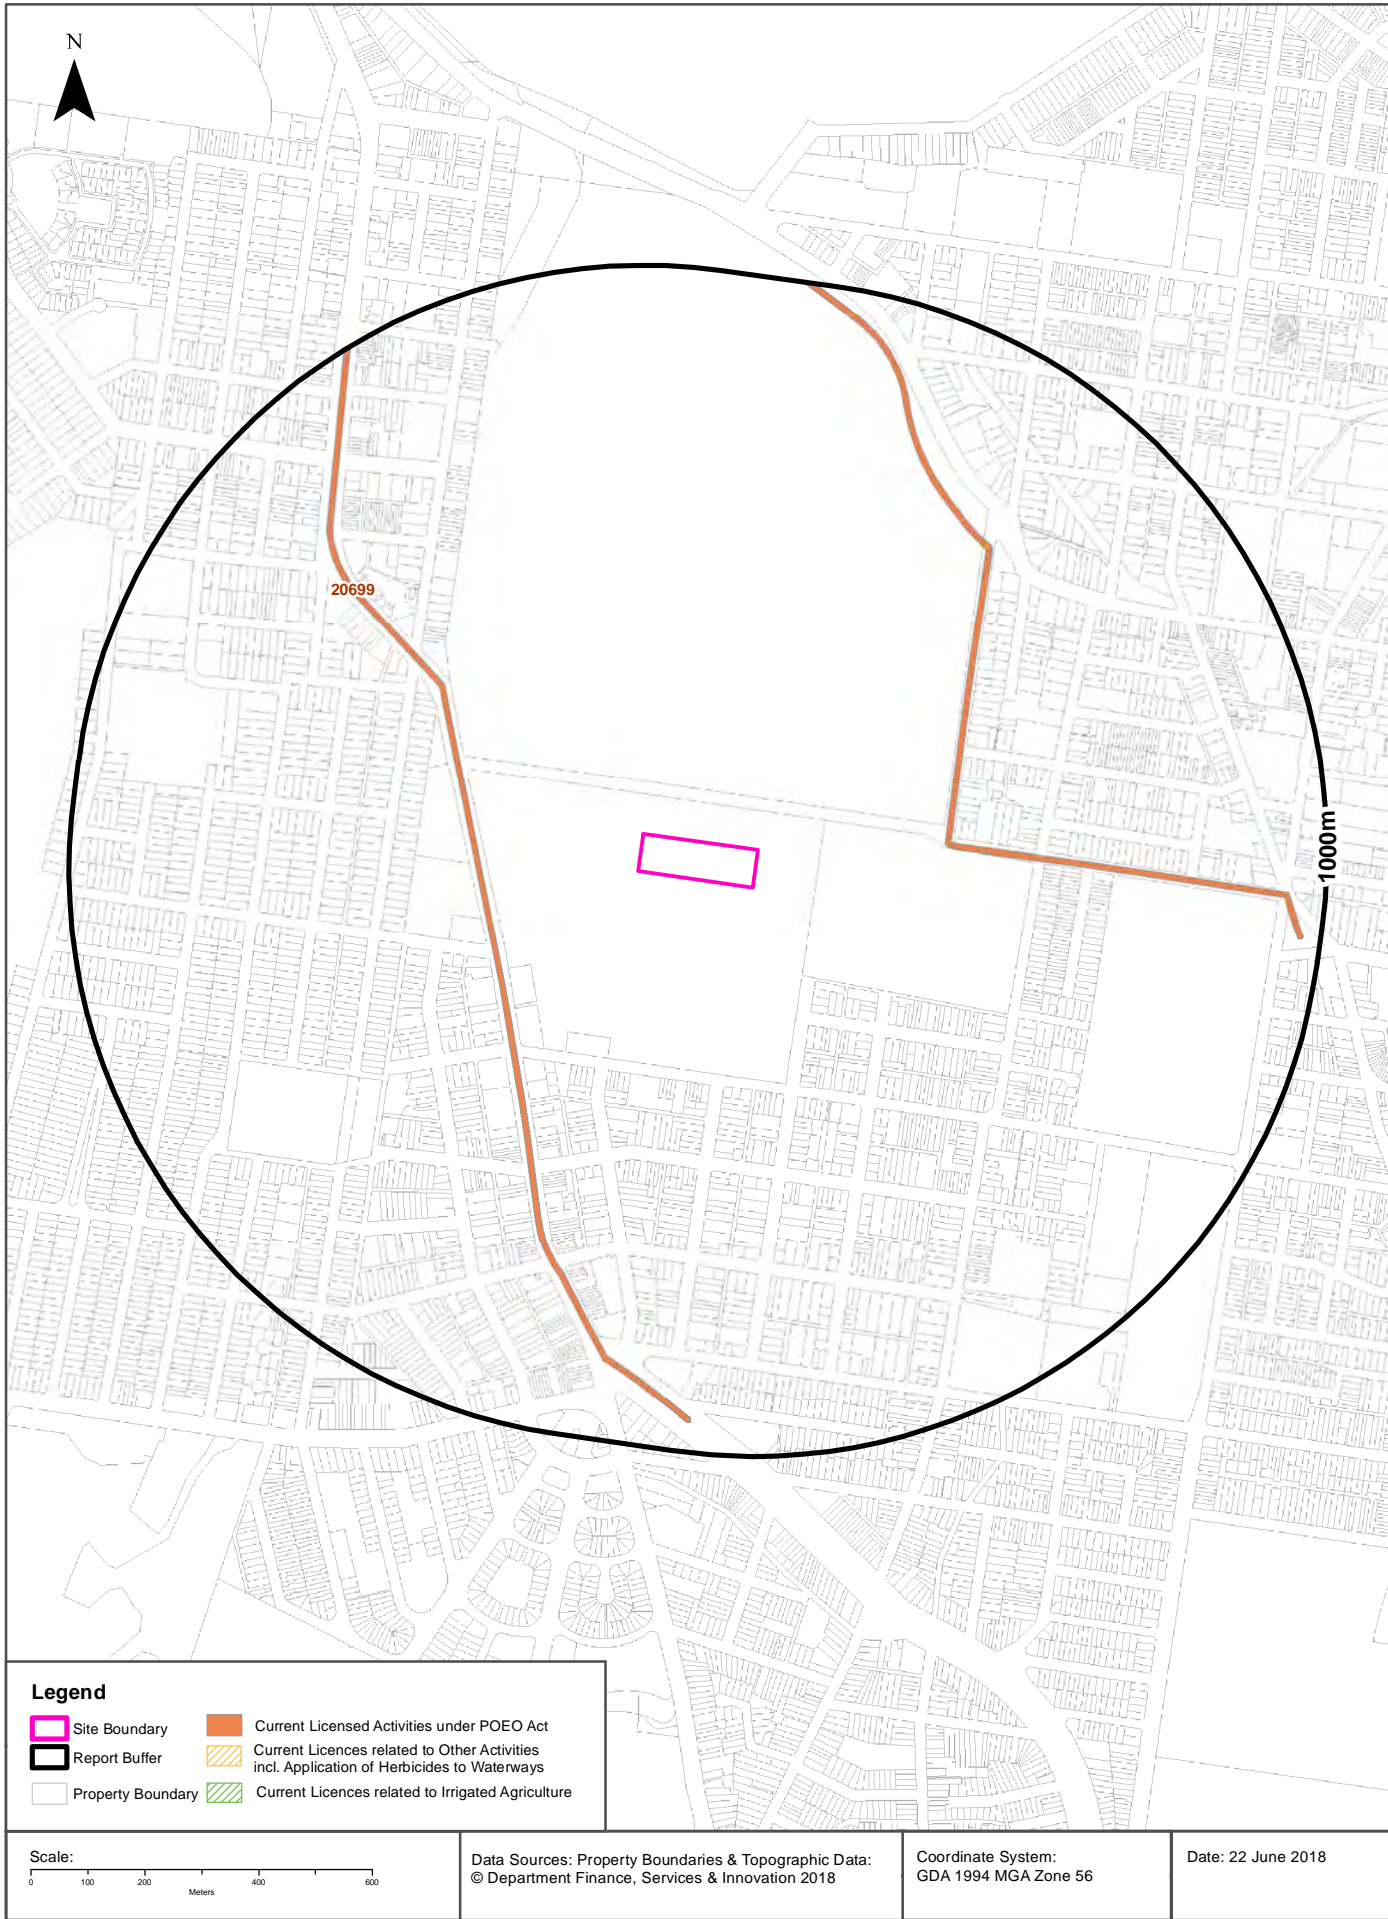 N
20699
1000m
Legend
Site Boundary
Report Buffer
Property Boundary
Current Licensed Activities under POEO Act
Current Licences related to Other Activities
incl. Application of Herbicides to Waterways
Current Licences related to Irrigated Agriculture
Scale:
0 100 200 400 600
Meters
Data Sources: Property Boundaries & Topographic Data:
© Department Finance, Services & Innovation 2018
Coordinate System:
GDA 1994 MGA Zone 56
Date: 22 June 2018